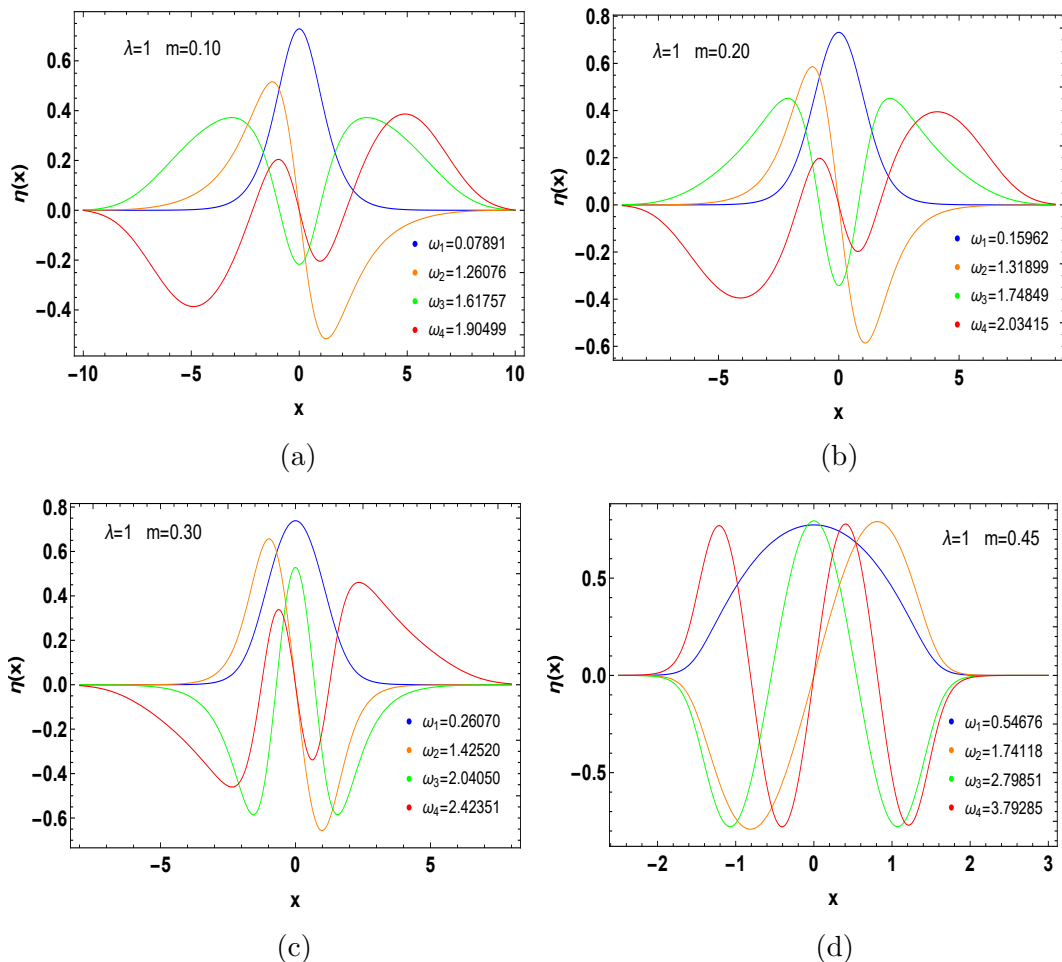 λ=1 m=0.10
η(x)
0.6
0.4
0.2
0.0
−0.2
−0.4
ω1=0.07891
ω2=1.26076
ω3=1.61757
ω4=1.90499
−10 −5 0 5 10
x
(a)
λ=1 m=0.20
η(x)
0.8
0.6
0.4
0.2
0.0
−0.2
−0.4
−0.6
ω1=0.15962
ω2=1.31899
ω3=1.74849
ω4=2.03415
−5 0 5
x
(b)
λ=1 m=0.30
η(x)
0.8
0.6
0.4
0.2
0.0
−0.2
−0.4
−0.6
ω1=0.26070
ω2=1.42520
ω3=2.04050
ω4=2.42351
−5 0 5
x
(c)
λ=1 m=0.45
η(x)
0.5
0.0
−0.5
ω1=0.54676
ω2=1.74118
ω3=2.79851
ω4=3.79285
−2 −1 0 1 2 3
x
(d)